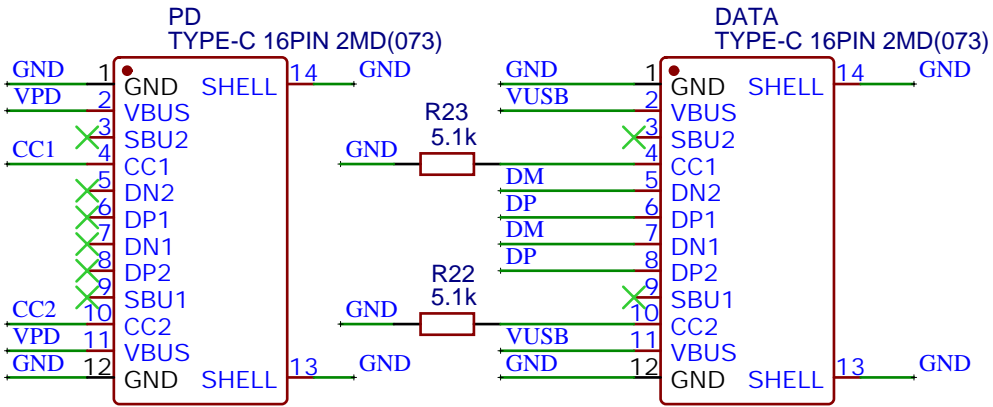 PD
TYPE-C 16PIN 2MD(073)
GND 1 GND SHELL 14 GND
VPD 2 VBUS
3 SBU2
CC1 4 CC1
5 DN2
6 DP1
7 DN1
8 DP2
9 SBU1
CC2 10 CC2
VPD 11 VBUS
GND 12 GND SHELL 13 GND
R23
5.1k
GND
R22
5.1k
GND
DATA
TYPE-C 16PIN 2MD(073)
GND 1 GND SHELL 14 GND
VUSB 2 VBUS
3 SBU2
4 CC1
DM 5 DN2
DP 6 DP1
DM 7 DN1
DP 8 DP2
9 SBU1
10 CC2
VUSB 11 VBUS
GND 12 GND SHELL 13 GND